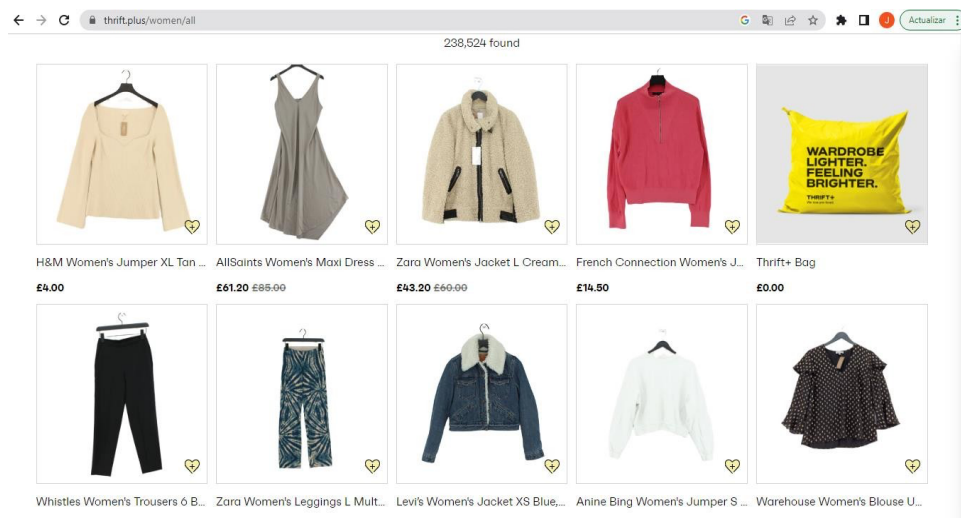 thrift.plus/women/all
J
Actualizar
238,524 found
WARDROBE
LIGHTER.
FEELING
BRIGHTER.
THRIFT+
H&M Women's Jumper XL Tan ...
AllSaints Women's Maxi Dress ...
Zara Women's Jacket L Cream...
French Connection Women's J...
Thrift+ Bag
£4.00
£61.20 £85.00
£43.20 £60.00
£14.50
£0.00
Whistles Women's Trousers 6 B...
Zara Women's Leggings L Mult...
Levi's Women's Jacket XS Blue,...
Anine Bing Women's Jumper S ...
Warehouse Women's Blouse U...